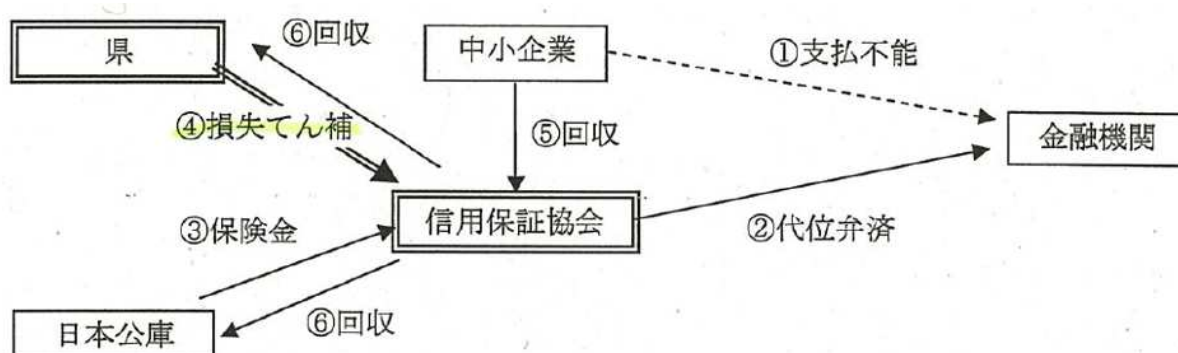 県
⑥回収
中小企業
①支払不能
④損失てん補
⑤回収
金融機関
③保険金
信用保証協会
②代位弁済
日本公庫
⑥回収